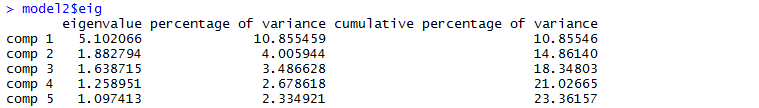 > model2$eig
eigenvalue percentage of variance cumulative percentage of variance
comp 1 5.102066 10.855459 10.85546
comp 2 1.882794 4.005944 14.86140
comp 3 1.638715 3.486628 18.34803
comp 4 1.258951 2.678618 21.02665
comp 5 1.097413 2.334921 23.36157